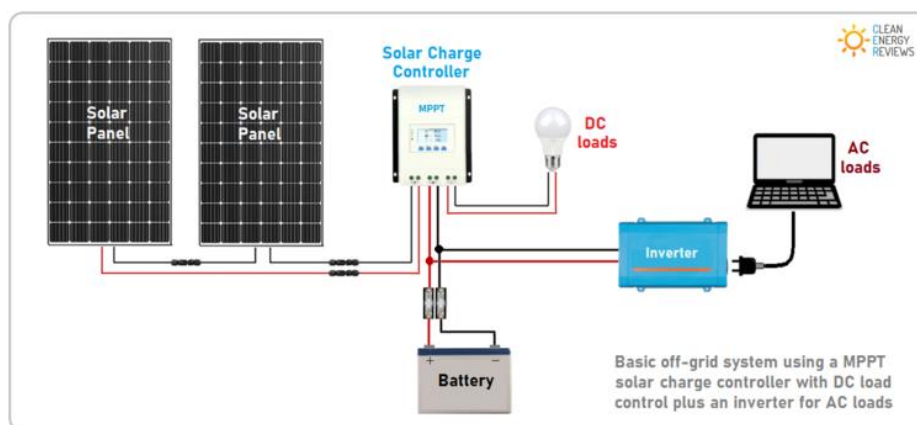 CLEAN
ENERGY
REVIEWS
Solar Charge
Controller
Solar
Panel
Solar
Panel
MPPT
DC
loads
AC
loads
Inverter
+ −
Battery
Basic off-grid system using a MPPT
solar charge controller with DC load
control plus an inverter for AC loads